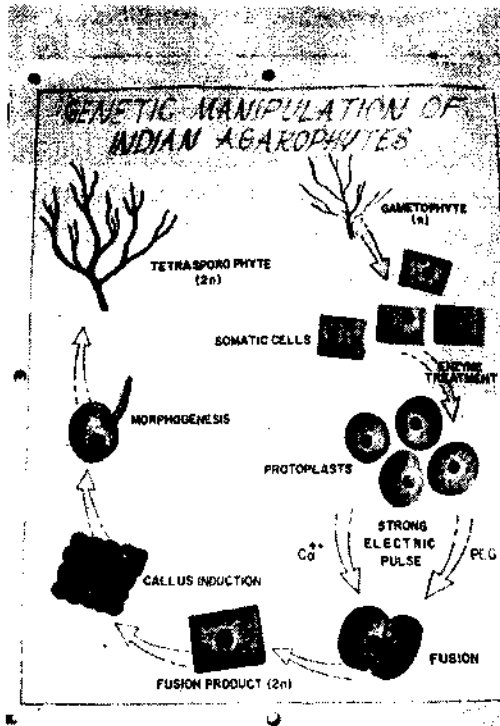 GENETIC MANIPULATION OF
INDIAN AGAROPHYTES
GAMETOPHYTE
(n)
TETRASPOROPHYTE
(2n)
SOMATIC CELLS
ENZYME
TREATMENT
MORPHOGENESIS
PROTOPLASTS
STRONG
ELECTRIC
PULSE
Ca++
PEG
CALLUS INDUCTION
FUSION
FUSION PRODUCT (2n)